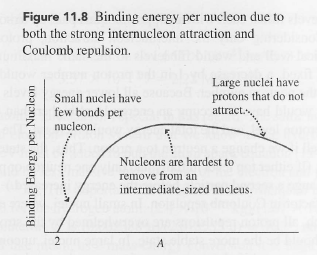 Figure 11.8 Binding energy per nucleon due to
both the strong internucleon attraction and
Coulomb repulsion.
Large nuclei have
protons that do not
attract.
Small nuclei have
few bonds per
nucleon.
Nucleons are hardest to
remove from an
intermediate-sized nucleus.
Binding Energy per Nucleon
2
A